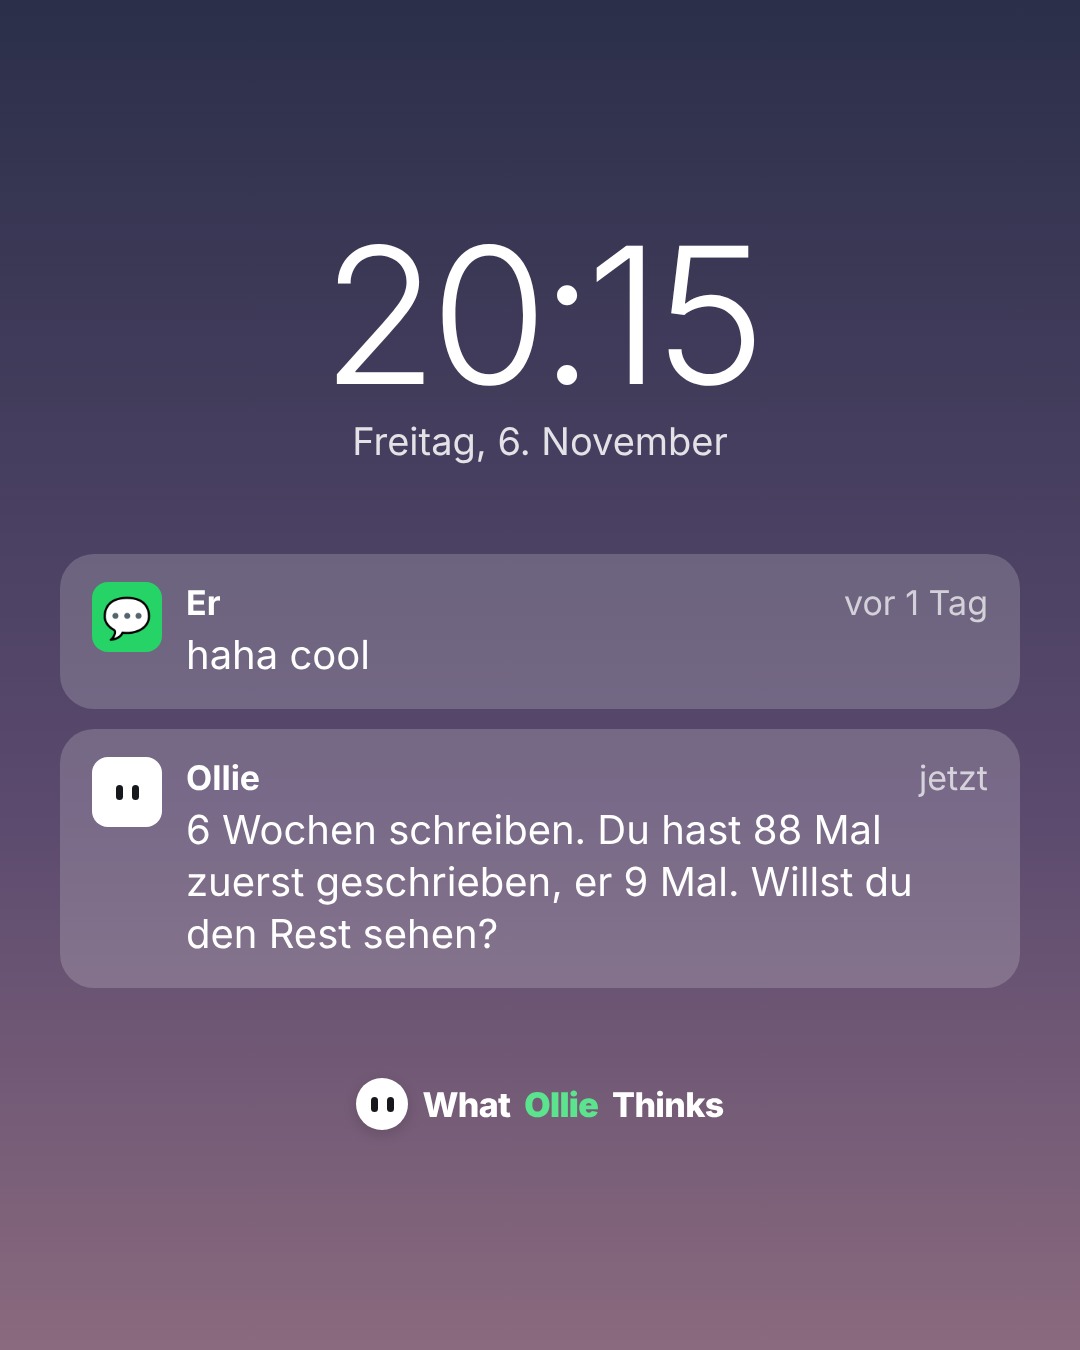 20:15
Freitag, 6. November
Er
vor 1 Tag
haha cool
Ollie
jetzt
6 Wochen schreiben. Du hast 88 Mal
zuerst geschrieben, er 9 Mal. Willst du
den Rest sehen?
What Ollie Thinks